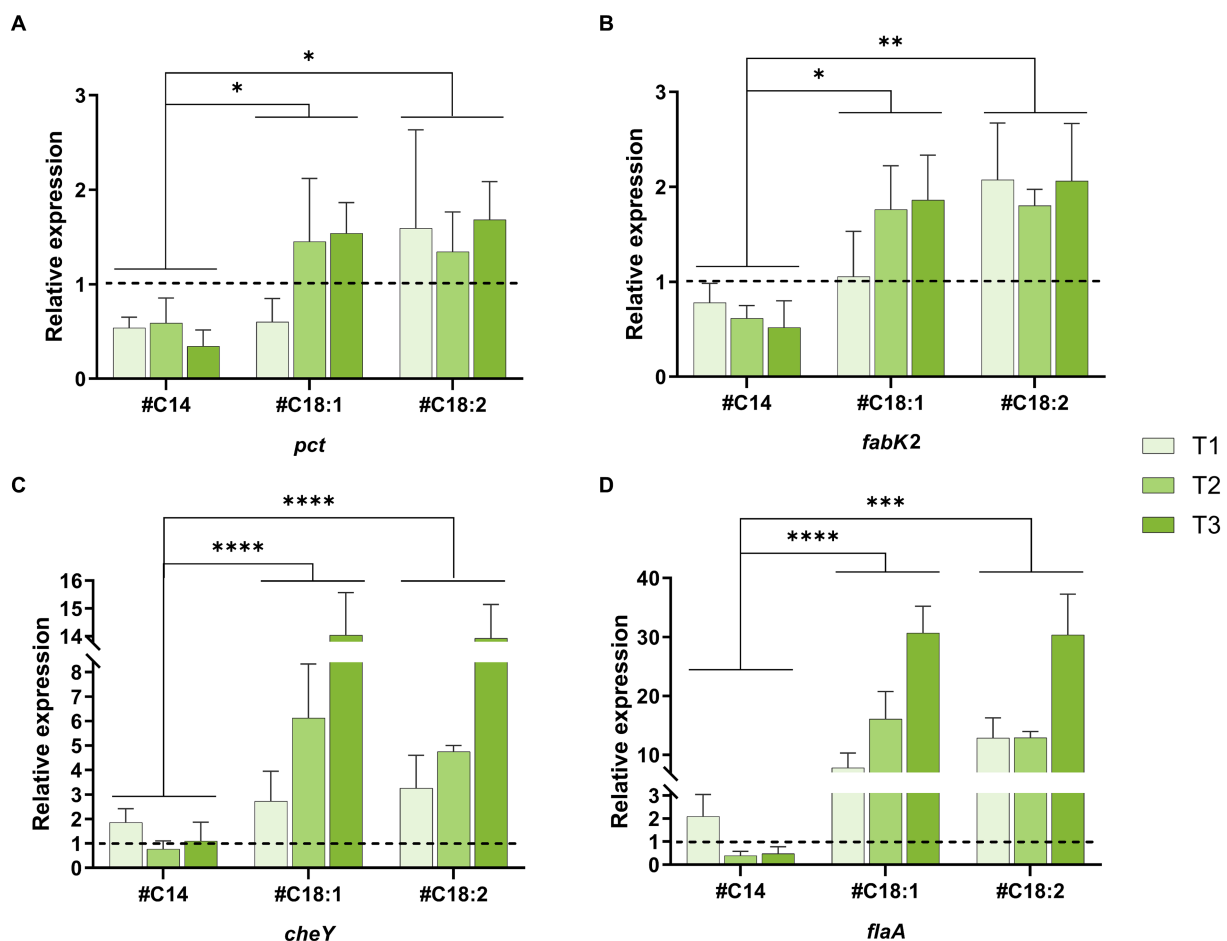 A
*
*
Relative expression
3
2
1
0
#C14
#C18:1
#C18:2
pct
B
**
*
Relative expression
3
2
1
0
#C14
#C18:1
#C18:2
fabK2
T1
T2
T3
C
****
****
Relative expression
16
15
14
8
7
6
5
4
3
2
1
0
#C14
#C18:1
#C18:2
cheY
D
***
****
Relative expression
40
30
20
10
3
2
1
0
#C14
#C18:1
#C18:2
flaA